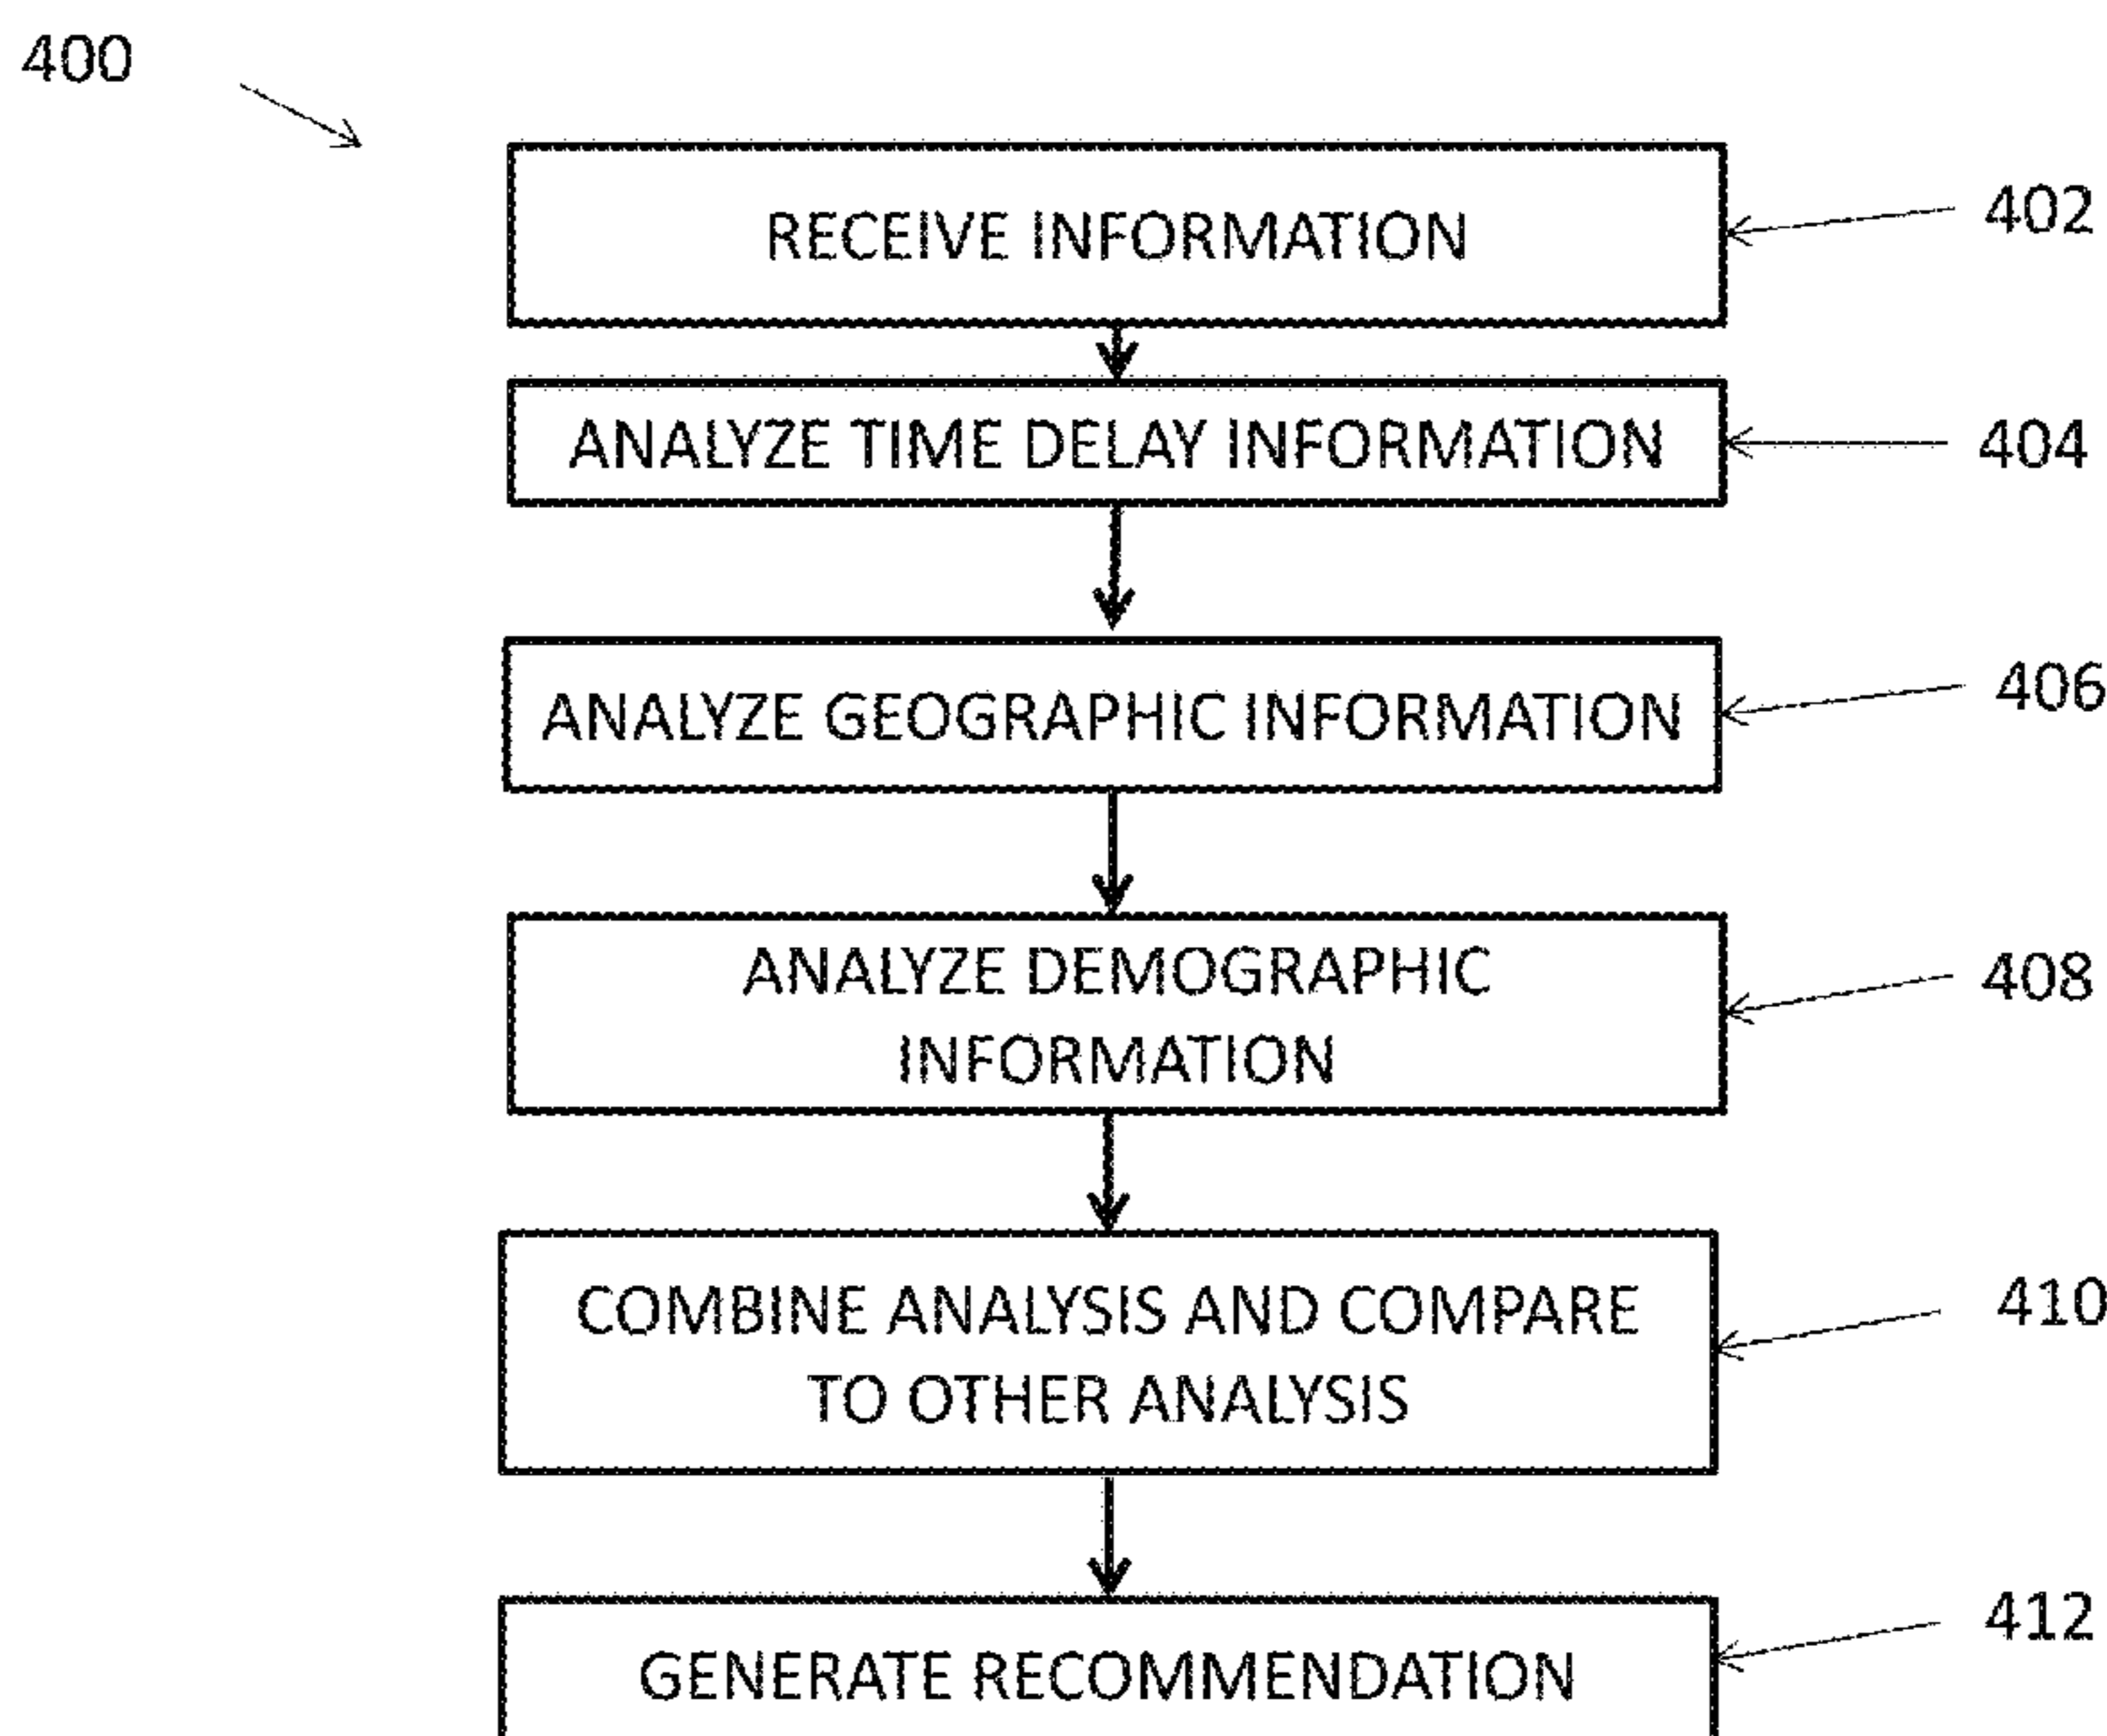 400
RECEIVE INFORMATION
402
ANALYZE TIME DELAY INFORMATION
404
ANALYZE GEOGRAPHIC INFORMATION
406
ANALYZE DEMOGRAPHIC
INFORMATION
408
COMBINE ANALYSIS AND COMPARE
TO OTHER ANALYSIS
410
GENERATE RECOMMENDATION
412